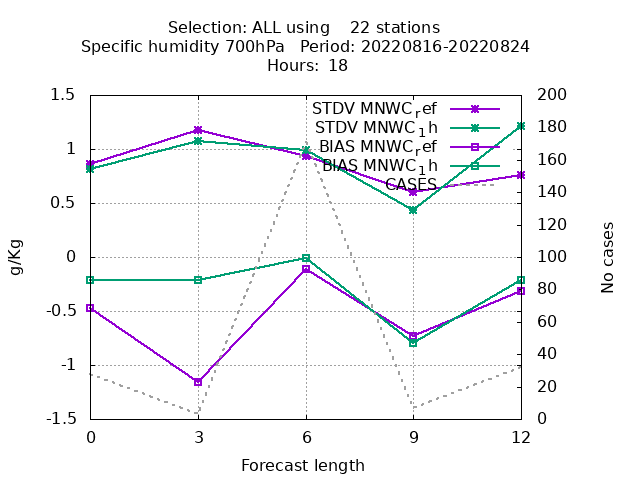 Selection: ALL using 22 stations
Specific humidity 700hPa Period: 20220816-20220824
Hours: 18
STDV MNWC_ref
STDV MNWC_1h
BIAS MNWC_ref
BIAS MNWC_1h
CASES
1.5
1
0.5
0
-0.5
-1
-1.5
g/Kg
200
180
160
140
120
100
80
60
40
20
0
No cases
0 3 6 9 12
Forecast length